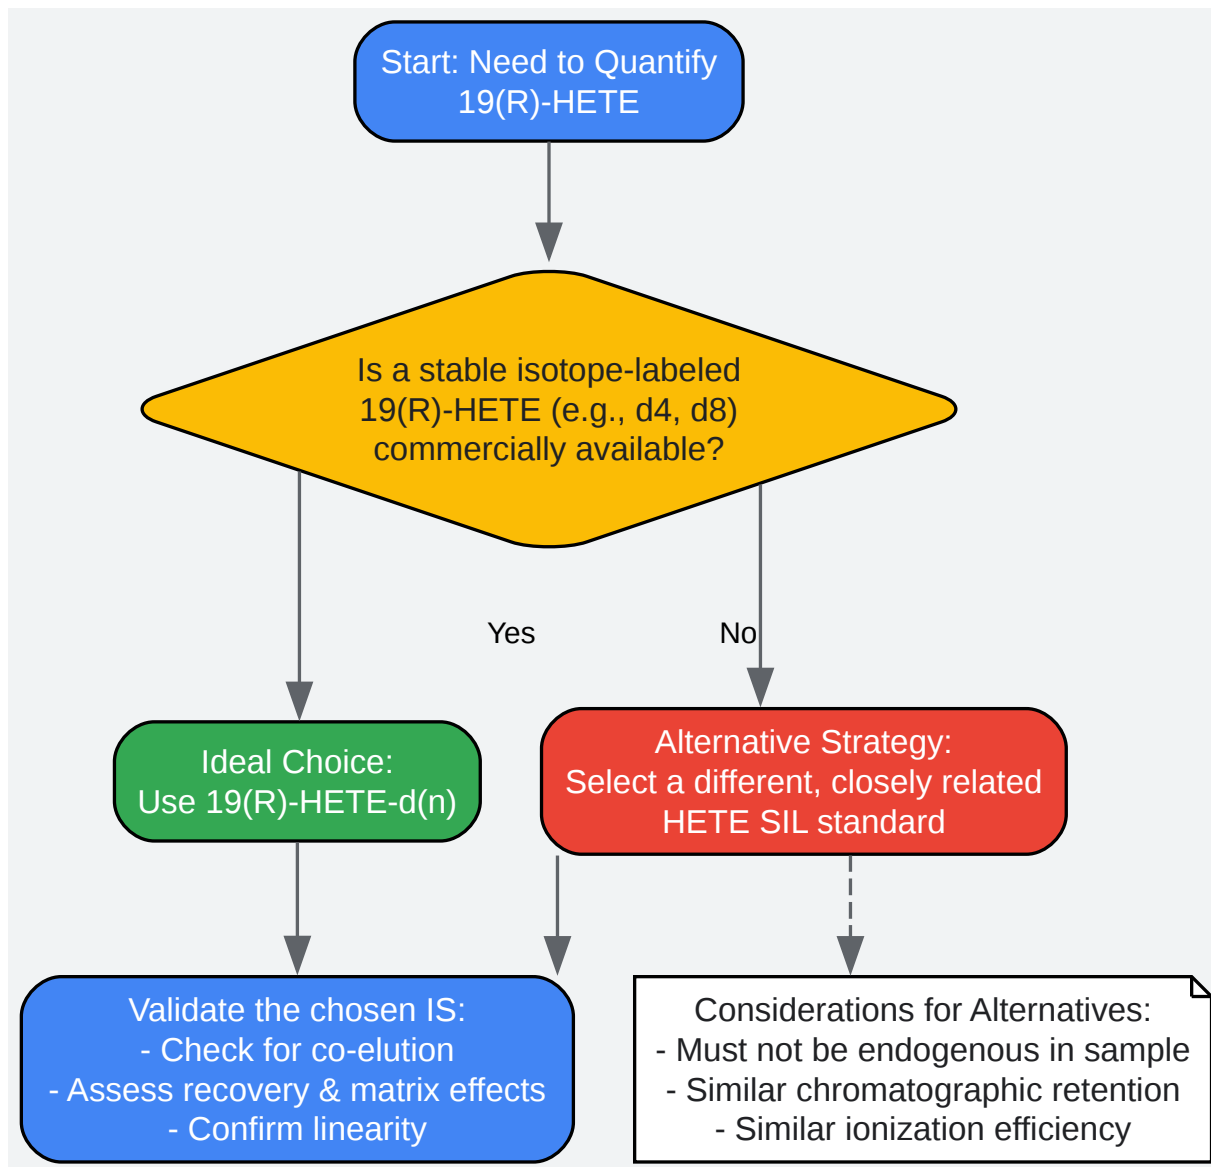 Start: Need to Quantify
19(R)-HETE
Is a stable isotope-labeled
19(R)-HETE (e.g., d4, d8)
commercially available?
Yes
No
Ideal Choice:
Use 19(R)-HETE-d(n)
Alternative Strategy:
Select a different, closely related
HETE SIL standard
Validate the chosen IS:
- Check for co-elution
- Assess recovery & matrix effects
- Confirm linearity
Considerations for Alternatives:
- Must not be endogenous in sample
- Similar chromatographic retention
- Similar ionization efficiency